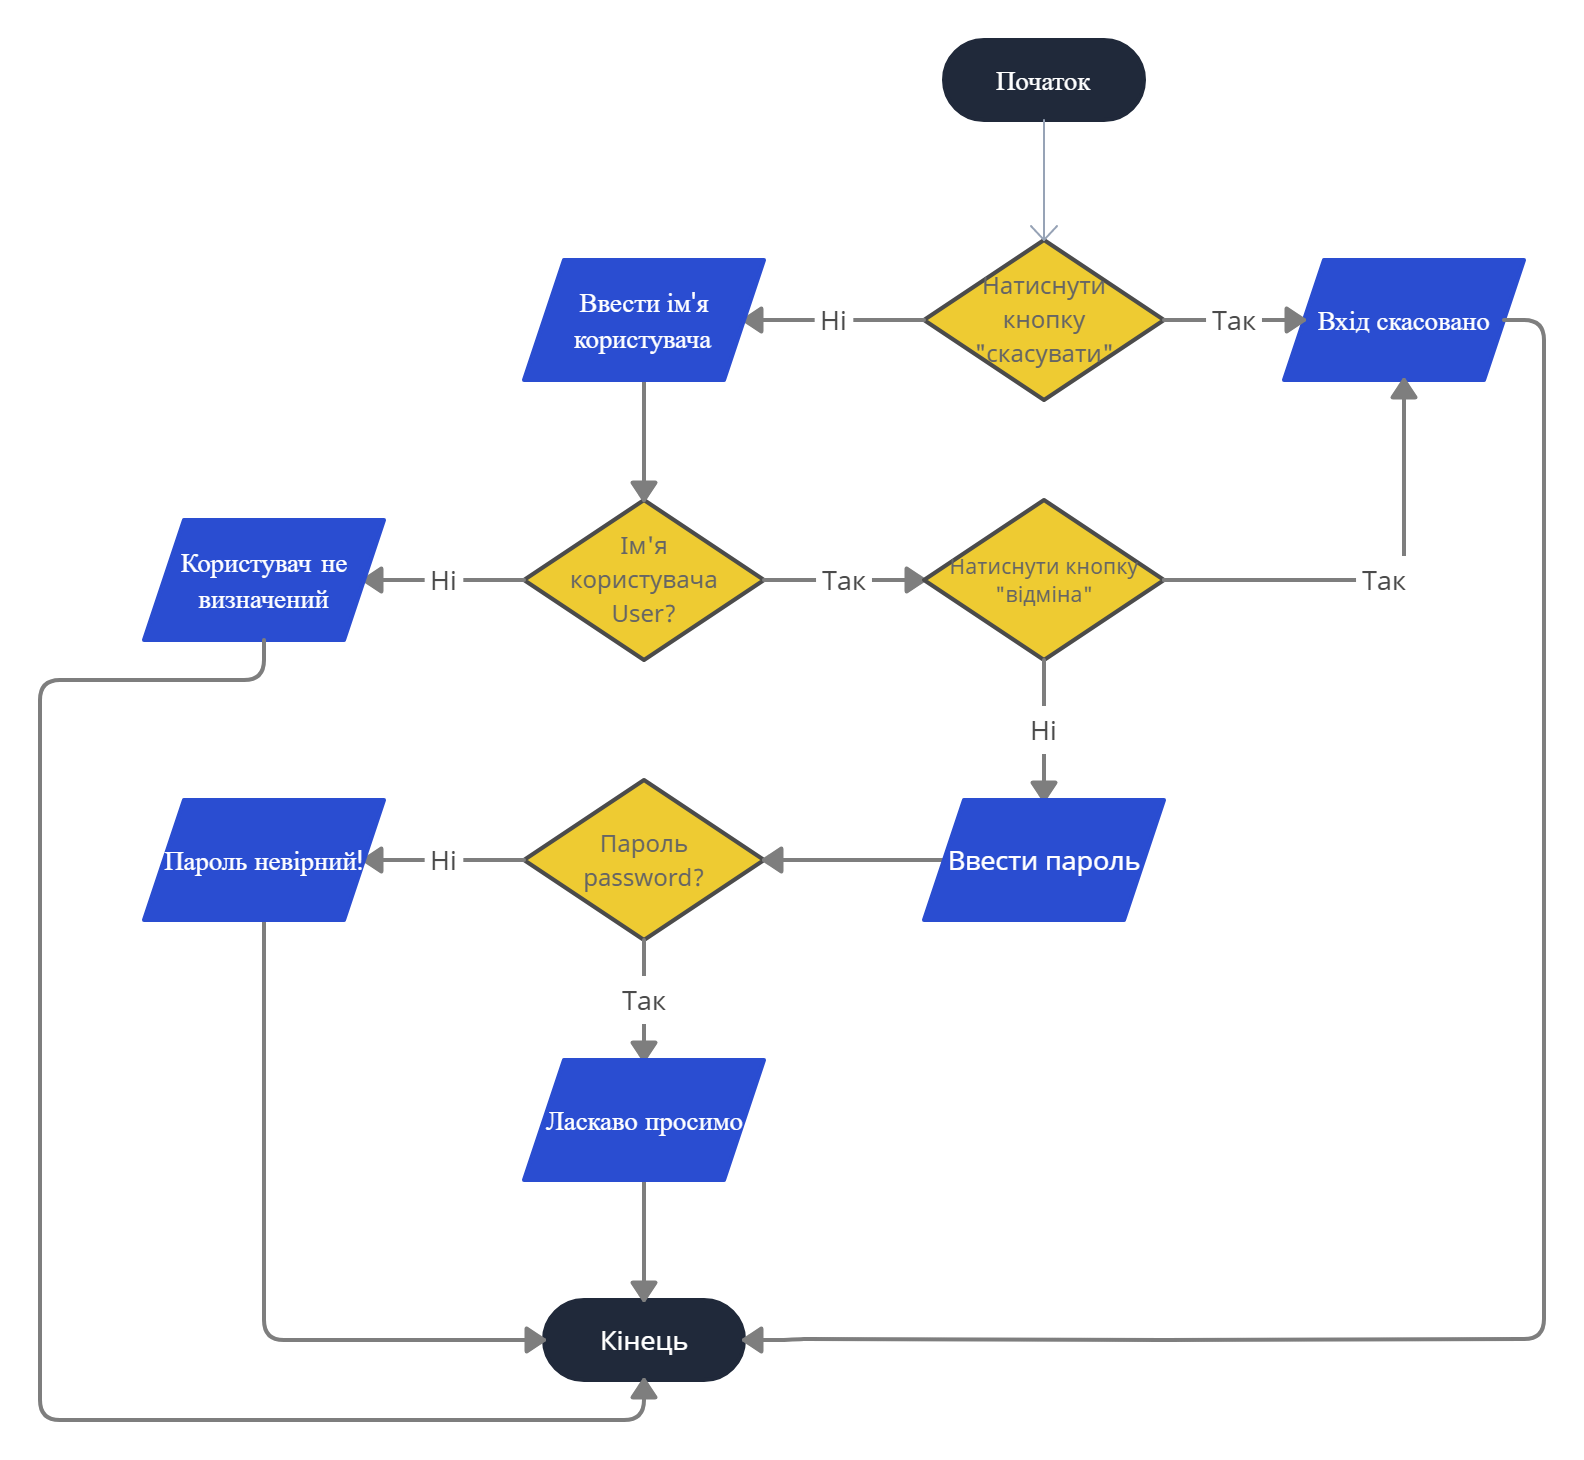 Початок
Ввести ім'я
користувача
Ні
Натиснути
кнопку
"скасувати"
Так
Вхід скасовано
Користувач не
визначений
Ні
Ім'я
користувача
User?
Так
Натиснути кнопку
"відміна"
Так
Ні
Пароль невірний!
Ні
Пароль
password?
Ввести пароль
Так
Ласкаво просимо
Кінець